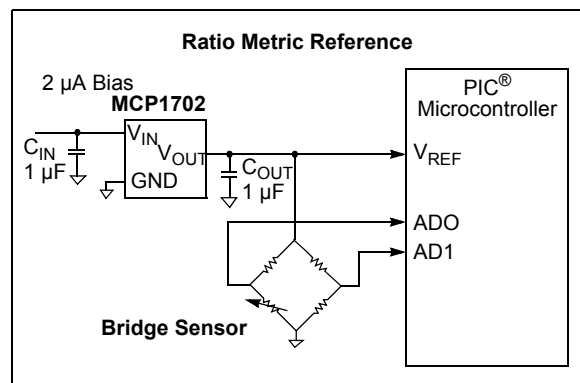 Ratio Metric Reference
2 µA Bias
MCP1702
PIC®
Microcontroller
VIN
VOUT
GND
CIN
1 µF
COUT
1 µF
VREF
ADO
AD1
Bridge Sensor